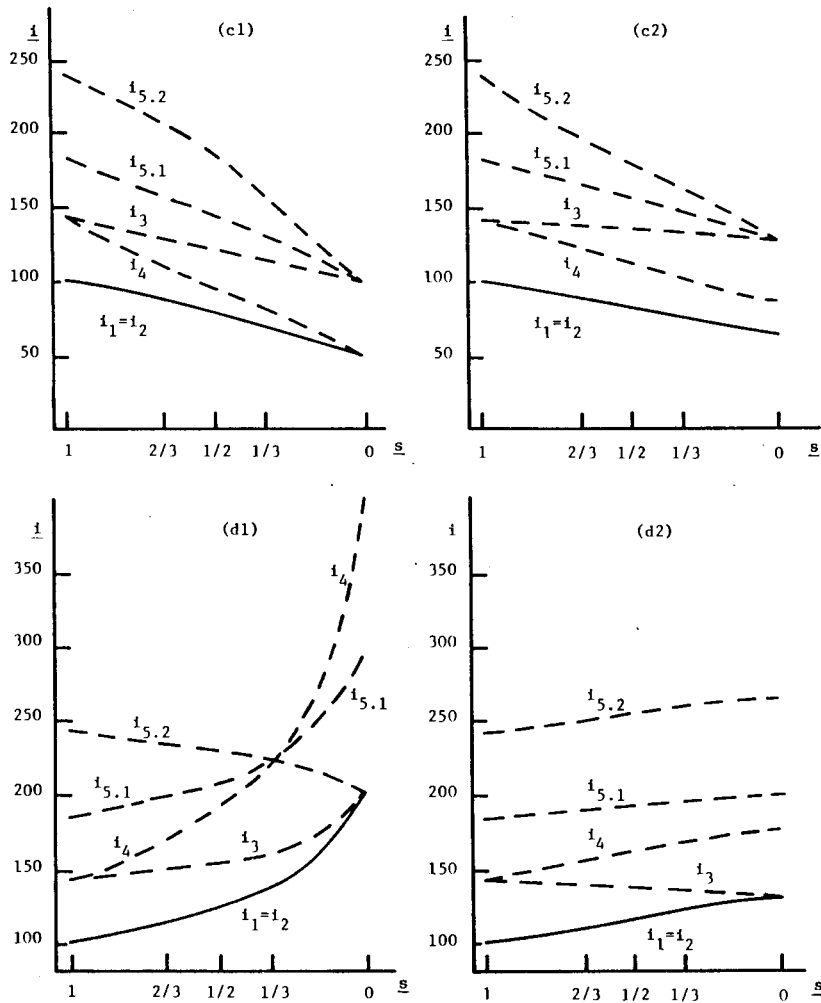 i (c1)
250
200
150
100
50
i5.2
i5.1
i3
i4
i1=i2
1 2/3 1/2 1/3 0 s
i (c2)
250
200
150
100
50
i5.2
i5.1
i3
i4
i1=i2
1 2/3 1/2 1/3 0 s
i (d1)
350
300
250
200
150
100
i4
i5.1
i5.2
i5.1
i4
i3
i1=i2
1 2/3 1/2 1/3 0 s
i (d2)
350
300
250
200
150
100
i5.2
i5.1
i4
i3
i1=i2
1 2/3 1/2 1/3 0 s